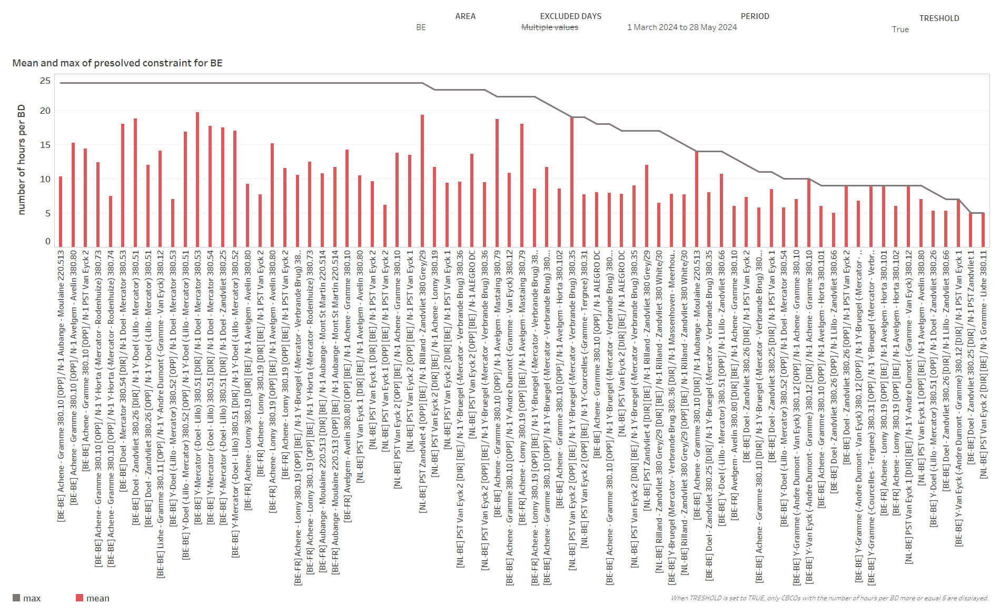 AREA
EXCLUDED DAYS
PERIOD
TRESHOLD
BE
Multiple values
1 March 2024 to 28 May 2024
True
Mean and max of presolved constraint for BE
number of hours per BD
25
20
15
10
5
0
[BE-BE] Achene - Gramme 380.10 [OPP] / N-1 Aubange - Moulaine 220.513
[BE-BE] Achene - Gramme 380.10 [OPP] / N-1 Avelgem - Avelin 380.80
[BE-BE] Achene - Gramme 380.10 [OPP] / N-1 PST Van Eyck 2
[BE-BE] Achene - Gramme 380.10 [OPP] / N-1 Y-Horta (-Mercator - Rodenhuize) 380.73
[BE-BE] Achene - Gramme 380.10 [OPP] / N-1 Y-Horta (-Mercator - Rodenhuize) 380.74
[BE-BE] Doel - Mercator 380.54 [DIR] / N-1 Doel - Mercator 380.53
[BE-BE] Doel - Zandvliet 380.26 [DIR] / N-1 Y-Doel (-Lillo - Mercator) 380.51
[BE-BE] Doel - Zandvliet 380.26 [OPP] / N-1 Y-Doel (-Lillo - Mercator) 380.51
[BE-BE] Lixhe - Gramme 380.11 [OPP] / N-1 Y-Andre Dumont (-Gramme - Van Eyck) 380.12
[BE-BE] Y-Doel (-Lillo - Mercator) 380.52 [OPP] / N-1 Doel - Mercator 380.53
[BE-BE] Y-Doel (-Lillo - Mercator) 380.52 [OPP] / N-1 Y-Doel (-Lillo - Mercator) 380.51
[BE-BE] Y-Mercator (-Doel - Lillo) 380.51 [DIR] / N-1 Doel - Mercator 380.53
[BE-BE] Y-Mercator (-Doel - Lillo) 380.51 [DIR] / N-1 Doel - Mercator 380.54
[BE-BE] Y-Mercator (-Doel - Lillo) 380.51 [DIR] / N-1 Doel - Zandvliet 380.25
[BE-BE] Y-Mercator (-Doel - Lillo) 380.51 [DIR] / N-1 Y-Doel (-Lillo - Mercator) 380.52
[BE-FR] Achene - Lonny 380.19 [DIR] [BE] / N-1 Avelgem - Avelin 380.80
[BE-FR] Achene - Lonny 380.19 [DIR] [BE] / N-1 PST Van Eyck 2
[BE-FR] Achene - Lonny 380.19 [OPP] [BE] / N-1 Avelgem - Avelin 380.80
[BE-FR] Achene - Lonny 380.19 [OPP] [BE] / N-1 PST Van Eyck 2
[BE-FR] Achene - Lonny 380.19 [OPP] [BE] / N-1 Y-Bruegel (-Mercator - Verbrande Brug) 38..
[BE-FR] Achene - Lonny 380.19 [OPP] [BE] / N-1 Y-Horta (-Mercator - Rodenhuize) 380.73
[BE-FR] Aubange - Moulaine 220.513 [DIR] [BE] / N-1 Aubange - Mont St Martin 220.514
[BE-FR] Aubange - Moulaine 220.513 [OPP] [BE] / N-1 Aubange - Mont St Martin 220.514
[BE-FR] Avelgem - Avelin 380.80 [OPP] [BE] / N-1 Achene - Gramme 380.10
[NL-BE] PST Van Eyck 1 [DIR] [BE] / N-1 Avelgem - Avelin 380.80
[NL-BE] PST Van Eyck 1 [DIR] [BE] / N-1 PST Van Eyck 2
[NL-BE] PST Van Eyck 1 [OPP] [BE] / N-1 PST Van Eyck 2
[NL-BE] PST Van Eyck 2 [OPP] [BE] / N-1 Achene - Gramme 380.10
[NL-BE] PST Van Eyck 2 [OPP] [BE] / N-1 PST Van Eyck 1
[NL-BE] PST Zandvliet 4 [OPP] [BE] / N-1 Rilland - Zandvliet 380 Grey/29
[NL-BE] PST Van Eyck 2 [DIR] [BE] / N-1 Achene - Lonny 380.19
[NL-BE] PST Van Eyck 2 [DIR] [BE] / N-1 PST Van Eyck 1
[NL-BE] PST Van Eyck 2 [DIR] [BE] / N-1 Y-Bruegel (-Mercator - Verbrande Brug) 380.36
[NL-BE] PST Van Eyck 2 [OPP] [BE] / N-1 ALEGRO DC
[NL-BE] PST Van Eyck 2 [OPP] [BE] / N-1 Y-Bruegel (-Mercator - Verbrande Brug) 380.36
[BE-BE] Achene - Gramme 380.10 [OPP] / N-1 Avelgem - Mastaing 380.79
[BE-BE] Achene - Gramme 380.10 [OPP] / N-1 Y-Andre Dumont (-Gramme - Van Eyck) 380.12
[BE-FR] Achene - Lonny 380.19 [OPP] [BE] / N-1 Avelgem - Mastaing 380.79
[BE-FR] Achene - Lonny 380.19 [OPP] [BE] / N-1 Y-Bruegel (-Mercator - Verbrande Brug) 38..
[BE-BE] Achene - Gramme 380.10 [OPP] / N-1 Y-Bruegel (-Mercator - Verbrande Brug) 380...
[BE-BE] Achene - Gramme 380.10 [OPP] / N-1 Avelgem - Horta 380.102
[NL-BE] PST Van Eyck 2 [OPP] [BE] / N-1 Y-Bruegel (-Mercator - Verbrande Brug) 380.35
[NL-BE] PST Van Eyck 2 [OPP] [BE] / N-1 Y-Courcelles (-Gramme - Tergnee) 380.31
[BE-BE] Achene - Gramme 380.10 [OPP] / N-1 ALEGRO DC
[BE-BE] Achene - Gramme 380.10 [OPP] / N-1 Y-Bruegel (-Mercator - Verbrande Brug) 380...
[NL-BE] PST Van Eyck 2 [DIR] [BE] / N-1 ALEGRO DC
[NL-BE] PST Van Eyck 2 [DIR] [BE] / N-1 Y-Bruegel (-Mercator - Verbrande Brug) 380.35
[NL-BE] PST Zandvliet 4 [DIR] [BE] / N-1 Rilland - Zandvliet 380 Grey/29
[NL-BE] Rilland - Zandvliet 380 Grey/29 [DIR] [BE] / N-1 Rilland - Zandvliet 380 White/30
[BE-BE] Y-Bruegel (Mercator - Verbrande Brug 380.36 [DIR] / N-1 Massenhoven - Meerhou..
[NL-BE] Rilland - Zandvliet 380 Grey/29 [OPP] [BE] / N-1 Rilland - Zandvliet 380 White/30
[BE-BE] Achene - Gramme 380.10 [DIR] / N-1 Aubange - Moulaine 220.513
[BE-BE] Doel - Zandvliet 380.25 [DIR] / N-1 Y-Bruegel (-Mercator - Verbrande Brug) 380.35
[BE-BE] Y-Doel (-Lillo - Mercator) 380.51 [OPP] / N-1 Lillo - Zandvliet 380.66
[BE-FR] Avelgem - Avelin 380.80 [DIR] [BE] / N-1 Achene - Gramme 380.10
[BE-BE] Doel - Zandvliet 380.26 [DIR] / N-1 PST Van Eyck 2
[BE-BE] Achene - Gramme 380.10 [DIR] / N-1 Y-Bruegel (-Mercator - Verbrande Brug) 380...
[BE-BE] Doel - Zandvliet 380.25 [DIR] / N-1 PST Van Eyck 1
[BE-BE] Y-Doel (-Lillo - Mercator) 380.52 [OPP] / N-1 Doel - Mercator 380.54
[BE-BE] Y-Gramme (-Andre Dumont - Van Eyck) 380.12 [OPP] / N-1 Achene - Gramme 380.10
[BE-BE] Y-Van Eyck (-Andre Dumont - Gramme) 380.12 [DIR] / N-1 Achene - Gramme 380.10
[BE-BE] Achene - Gramme 380.10 [OPP] / N-1 Avelgem - Horta 380.101
[BE-BE] Doel - Zandvliet 380.26 [OPP] / N-1 Lillo - Zandvliet 380.66
[BE-BE] Doel - Zandvliet 380.26 [OPP] / N-1 PST Van Eyck 2
[BE-BE] Y-Gramme (-Andre Dumont - Van Eyck) 380.12 [OPP] / N-1 Y-Bruegel (-Mercator - ..
[BE-BE] Y-Gramme (-Courcelles - Tergnee) 380.31 [OPP] / N-1 Y-Bruegel (-Mercator - Verbr..
[BE-FR] Achene - Lonny 380.19 [OPP] [BE] / N-1 Avelgem - Horta 380.101
[BE-FR] Achene - Lonny 380.19 [OPP] [BE] / N-1 Avelgem - Horta 380.102
[NL-BE] PST Van Eyck 1 [DIR] [BE] / N-1 Y-Andre Dumont (-Gramme - Van Eyck) 380.12
[NL-BE] PST Van Eyck 1 [OPP] [BE] / N-1 Avelgem - Avelin 380.80
[BE-BE] Y-Doel (-Lillo - Mercator) 380.51 [OPP] / N-1 Doel - Zandvliet 380.26
[BE-BE] Doel - Zandvliet 380.26 [DIR] / N-1 Lillo - Zandvliet 380.66
[BE-BE] Y-Van Eyck (-Andre Dumont - Gramme) 380.12 [DIR] / N-1 PST Van Eyck 1
[BE-BE] Doel - Zandvliet 380.25 [DIR] / N-1 PST Zandvliet 1
[NL-BE] PST Van Eyck 2 [DIR] [BE] / N-1 Gramme - Lixhe 380.11
max
mean
When TRESHOLD is set to TRUE, only CBCOs with the number of hours per BD more or equal 5 are displayed.